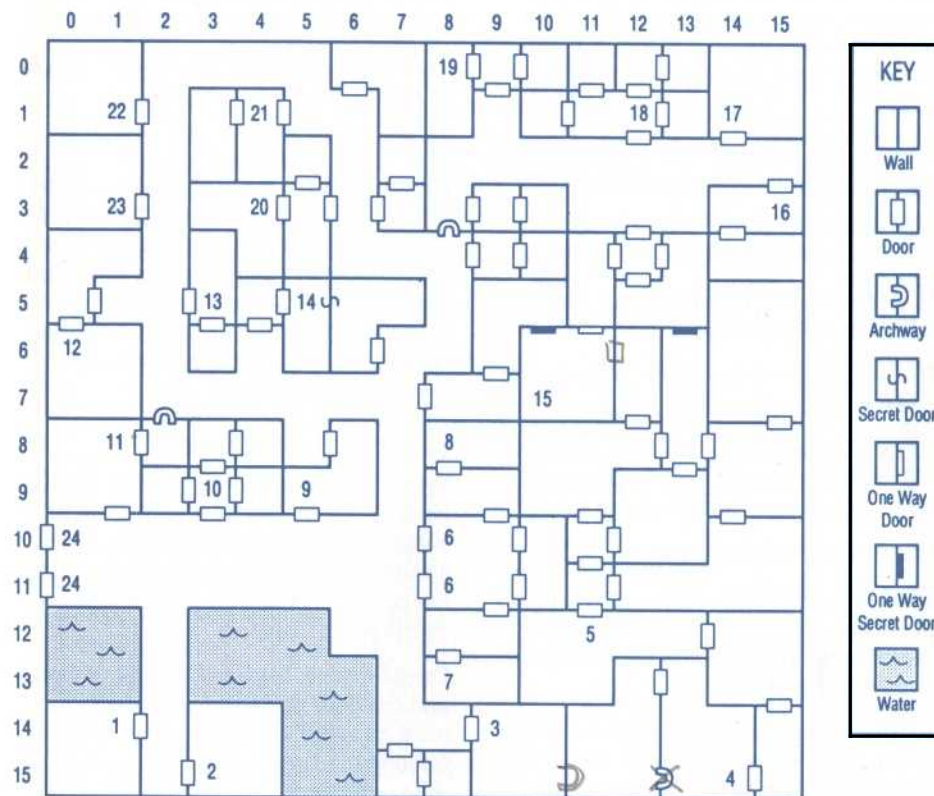 0 1 2 3 4 5 6 7 8 9 10 11 12 13 14 15
0 19
1 22 21 18 17
2
3 23 20 16
4
5 13 14
6 12
7 15
8 11 8
9 10 9
10 24 6
11 24 6
12 5
13 7
14 1 3
15 2 4
KEY
Wall
Door
Archway
Secret Door
One Way
Door
One Way
Secret Door
Water